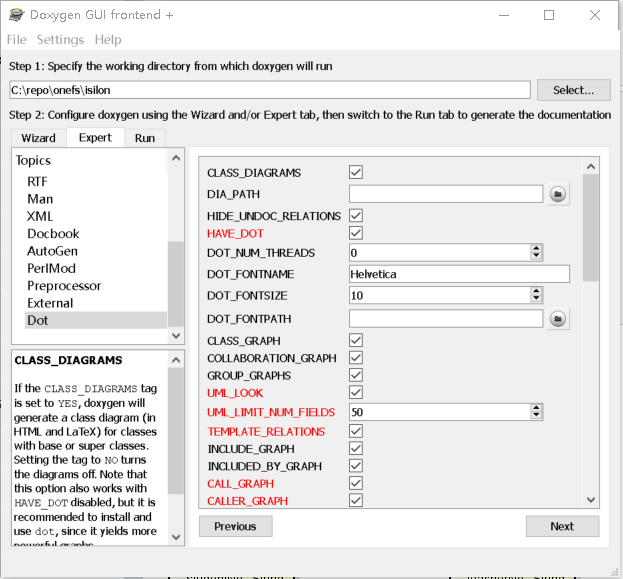 Doxygen GUI frontend +
File Settings Help
Step 1: Specify the working directory from which doxygen will run
C:\repo\onefs\isilon
Select...
Step 2: Configure doxygen using the Wizard and/or Expert tab, then switch to the Run tab to generate the documentation
Wizard Expert Run
Topics
RTF
Man
XML
Docbook
AutoGen
PerlMod
Preprocessor
External
Dot
CLASS_DIAGRAMS
If the CLASS_DIAGRAMS tag
is set to YES, doxygen will
generate a class diagram (in
HTML and LaTeX) for classes
with base or super classes.
Setting the tag to NO turns
the diagrams off. Note that
this option also works with
HAVE_DOT disabled, but it is
recommended to install and
use dot, since it yields more
powerful graphs.
CLASS_DIAGRAMS
DIA_PATH
HIDE_UNDOC_RELATIONS
HAVE_DOT
DOT_NUM_THREADS 0
DOT_FONTNAME Helvetica
DOT_FONTSIZE 10
DOT_FONTPATH
CLASS_GRAPH
COLLABORATION_GRAPH
GROUP_GRAPHS
UML_LOOK
UML_LIMIT_NUM_FIELDS 50
TEMPLATE_RELATIONS
INCLUDE_GRAPH
INCLUDED_BY_GRAPH
CALL_GRAPH
CALLER_GRAPH
Previous
Next